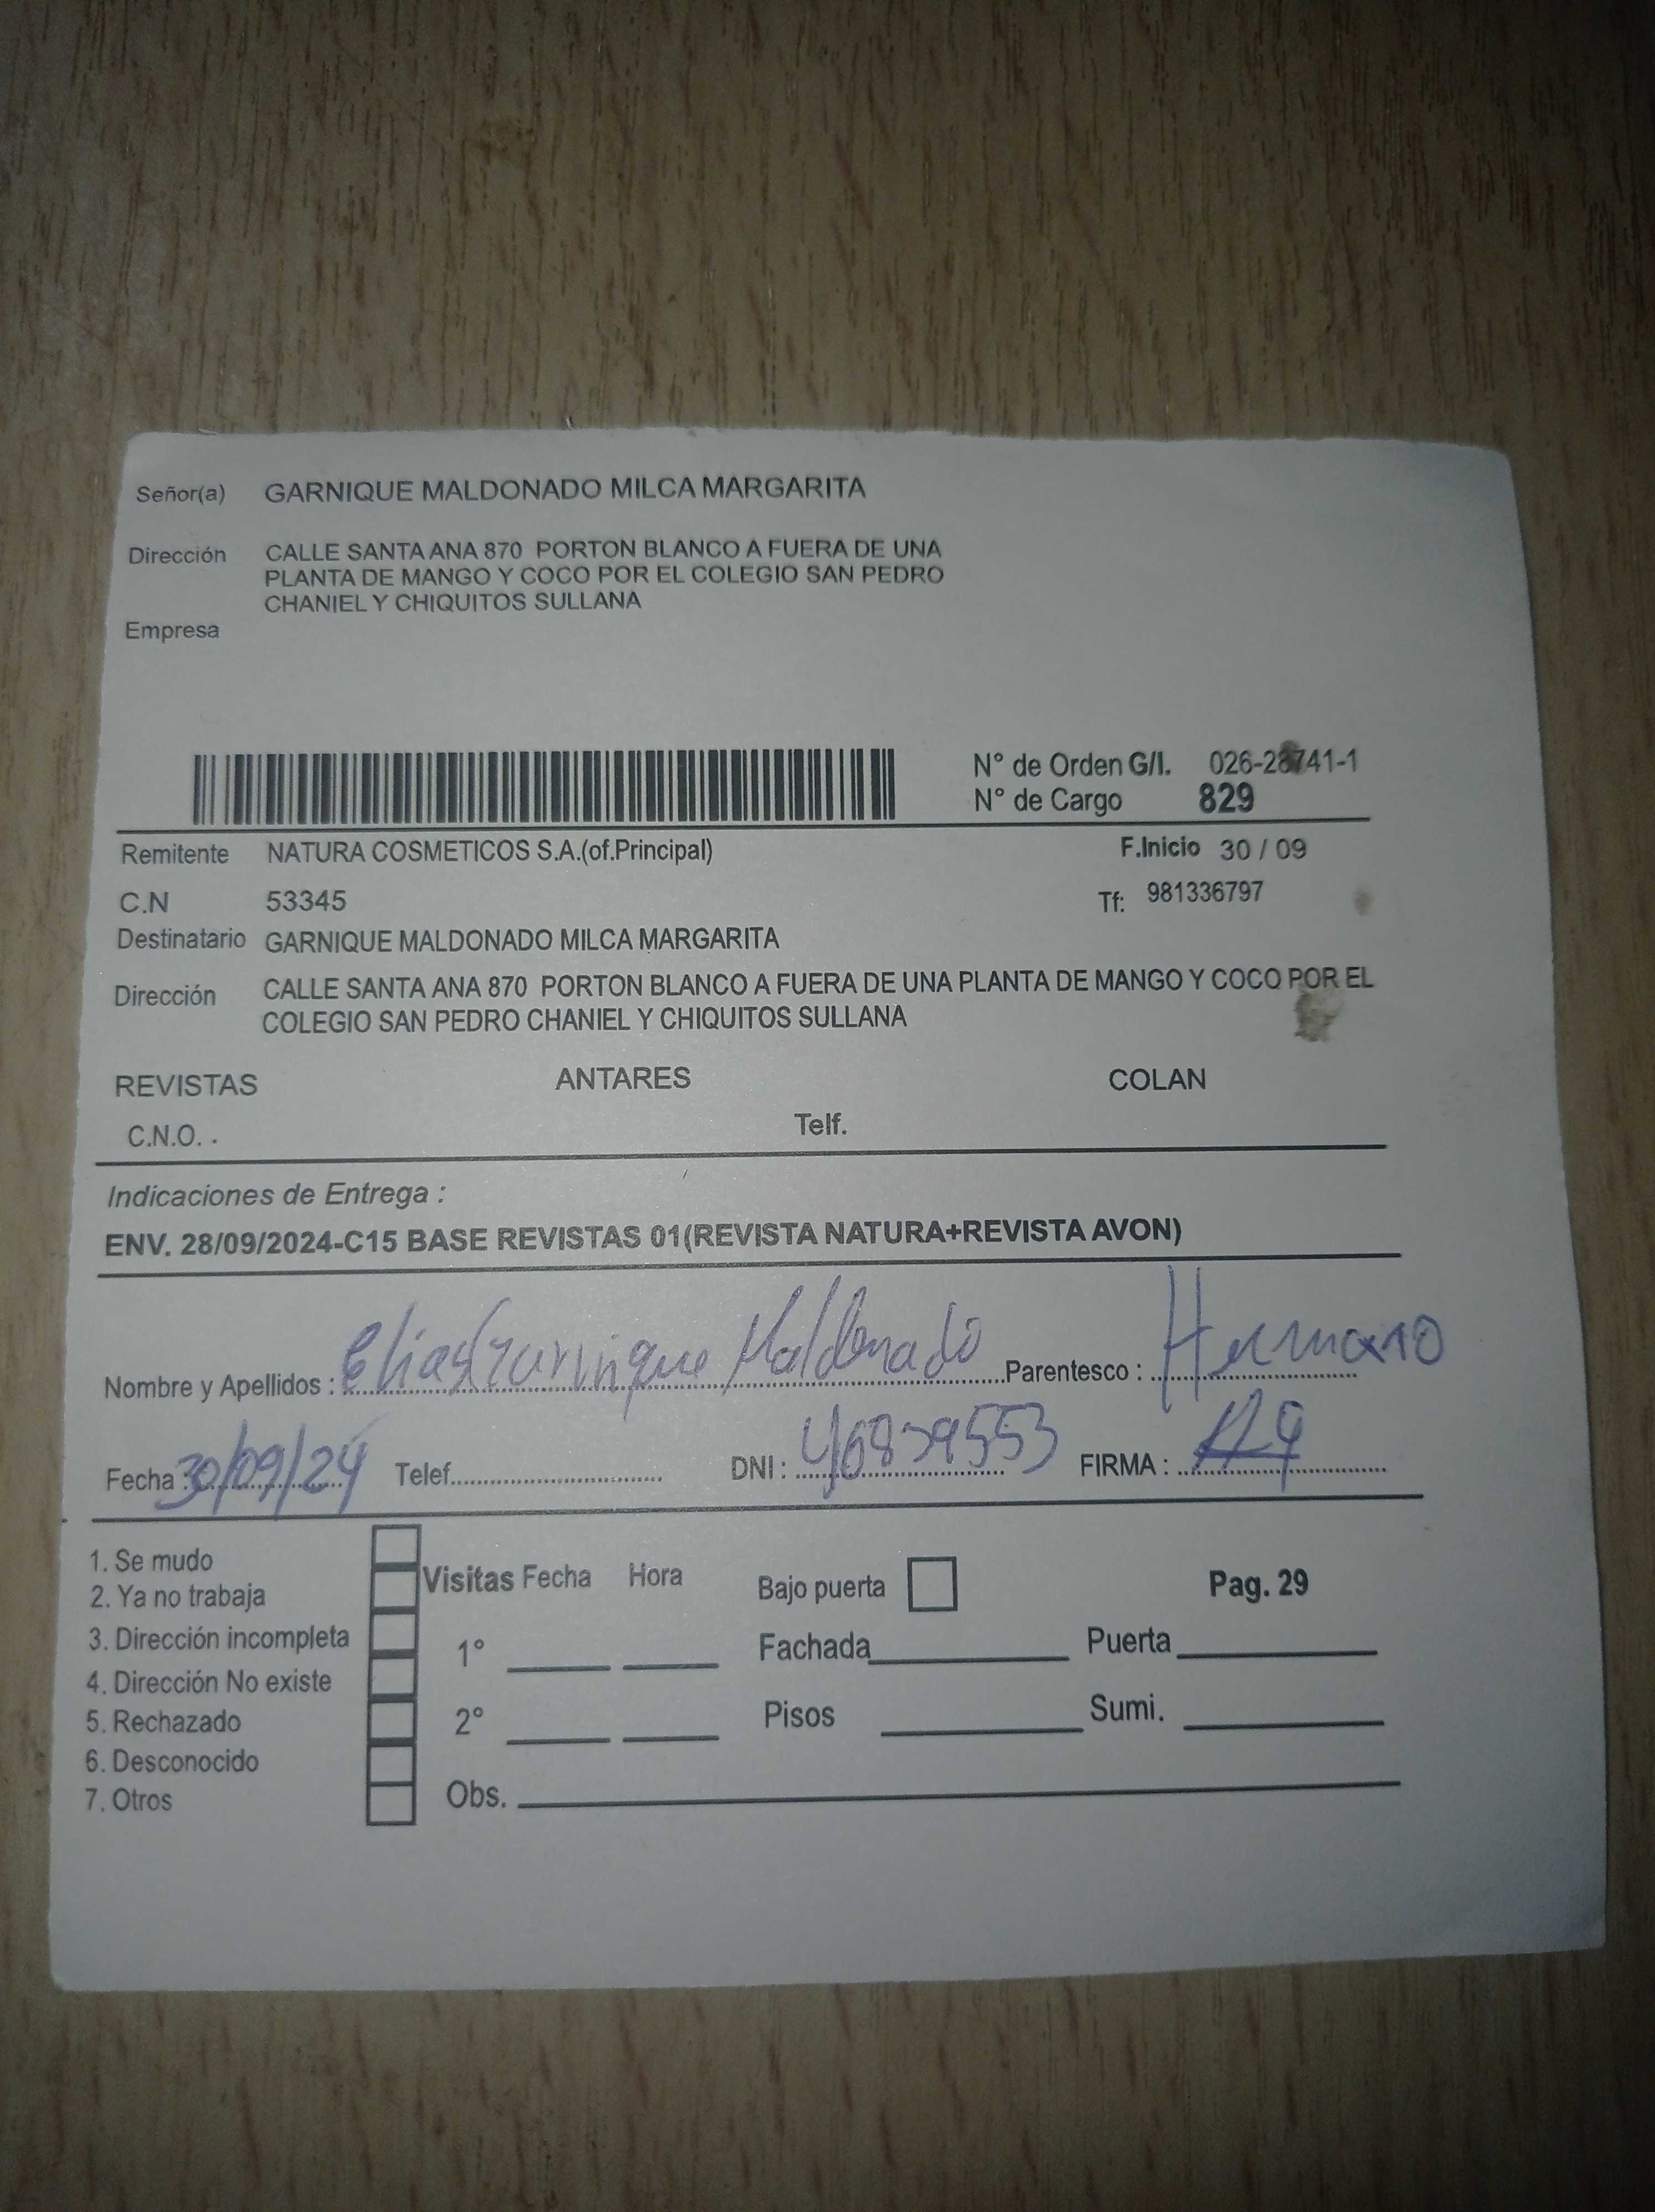 Señor(a) GARNIQUE MALDONADO MILCA MARGARITA
Dirección CALLE SANTA ANA 870 PORTON BLANCO A FUERA DE UNA
PLANTA DE MANGO Y COCO POR EL COLEGIO SAN PEDRO
CHANIEL Y CHIQUITOS SULLANA
Empresa
N° de Orden G/I. 026-28741-1
N° de Cargo 829
Remitente NATURA COSMETICOS S.A.(of.Principal) F.Inicio 30 / 09
C.N 53345 Tf: 981336797
Destinatario GARNIQUE MALDONADO MILCA MARGARITA
Dirección CALLE SANTA ANA 870 PORTON BLANCO A FUERA DE UNA PLANTA DE MANGO Y COCO POR EL
COLEGIO SAN PEDRO CHANIEL Y CHIQUITOS SULLANA
REVISTAS ANTARES COLAN
C.N.O. . Telf.
Indicaciones de Entrega :
ENV. 28/09/2024-C15 BASE REVISTAS 01(REVISTA NATURA+REVISTA AVON)
Nombre y Apellidos : Elias Garnique Maldonado Parentesco : Hermano
Fecha : 30/09/24 Telef. DNI : 46839553 FIRMA :
1. Se mudo
2. Ya no trabaja
3. Dirección incompleta
4. Dirección No existe
5. Rechazado
6. Desconocido
7. Otros
Visitas Fecha Hora
1°
2°
Obs.
Bajo puerta Pag. 29
Fachada Puerta
Pisos Sumi.